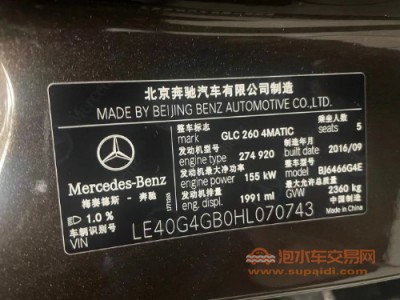 北京奔驰汽车有限公司制造
MADE BY BEIJING BENZ AUTOMOTIVE CO.,LTD.
整车标志 mark GLC 260 4MATIC 乘坐人数 seats 5
发动机型号 engine type 274 920 制造年月 built date 2016/09
发动机最大净功率 engine power 155 kW 整车型号 model BJ6466G4E
发动机排量 engine displ. 1991 ml 最大允许总质量 GVW 2360 kg
Mercedes-Benz
梅赛德斯-奔驰
1.0 %
中国制造 Made in China
车辆识别代号 VIN LE40G4GB0HL070743
泡水车交易网
www.supaidi.com